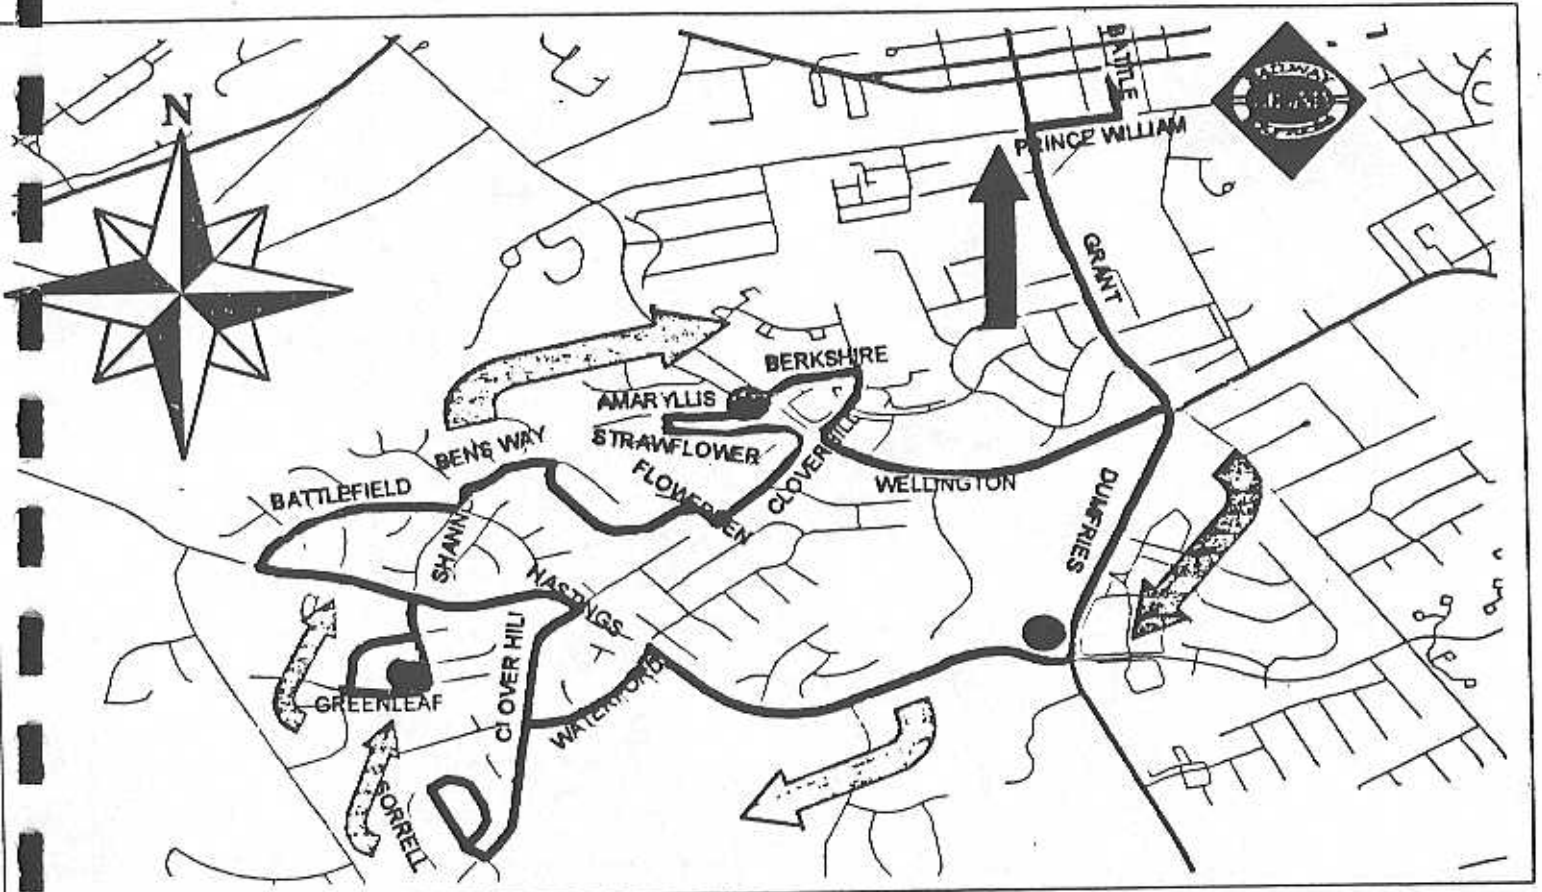 N
BATTLE
PRINCE WILLIAM
GRANT
BERKSHIRE
AMARYLLIS
STRAWFLOWER
BEN'S WAY
FLOWERDEN
CLOVERHILL
WELLINGTON
BATTLEFIELD
DUMFRIES
HASTINGS
CLOVER HILL
GREENLEAF
WATERFORD
SORRELL